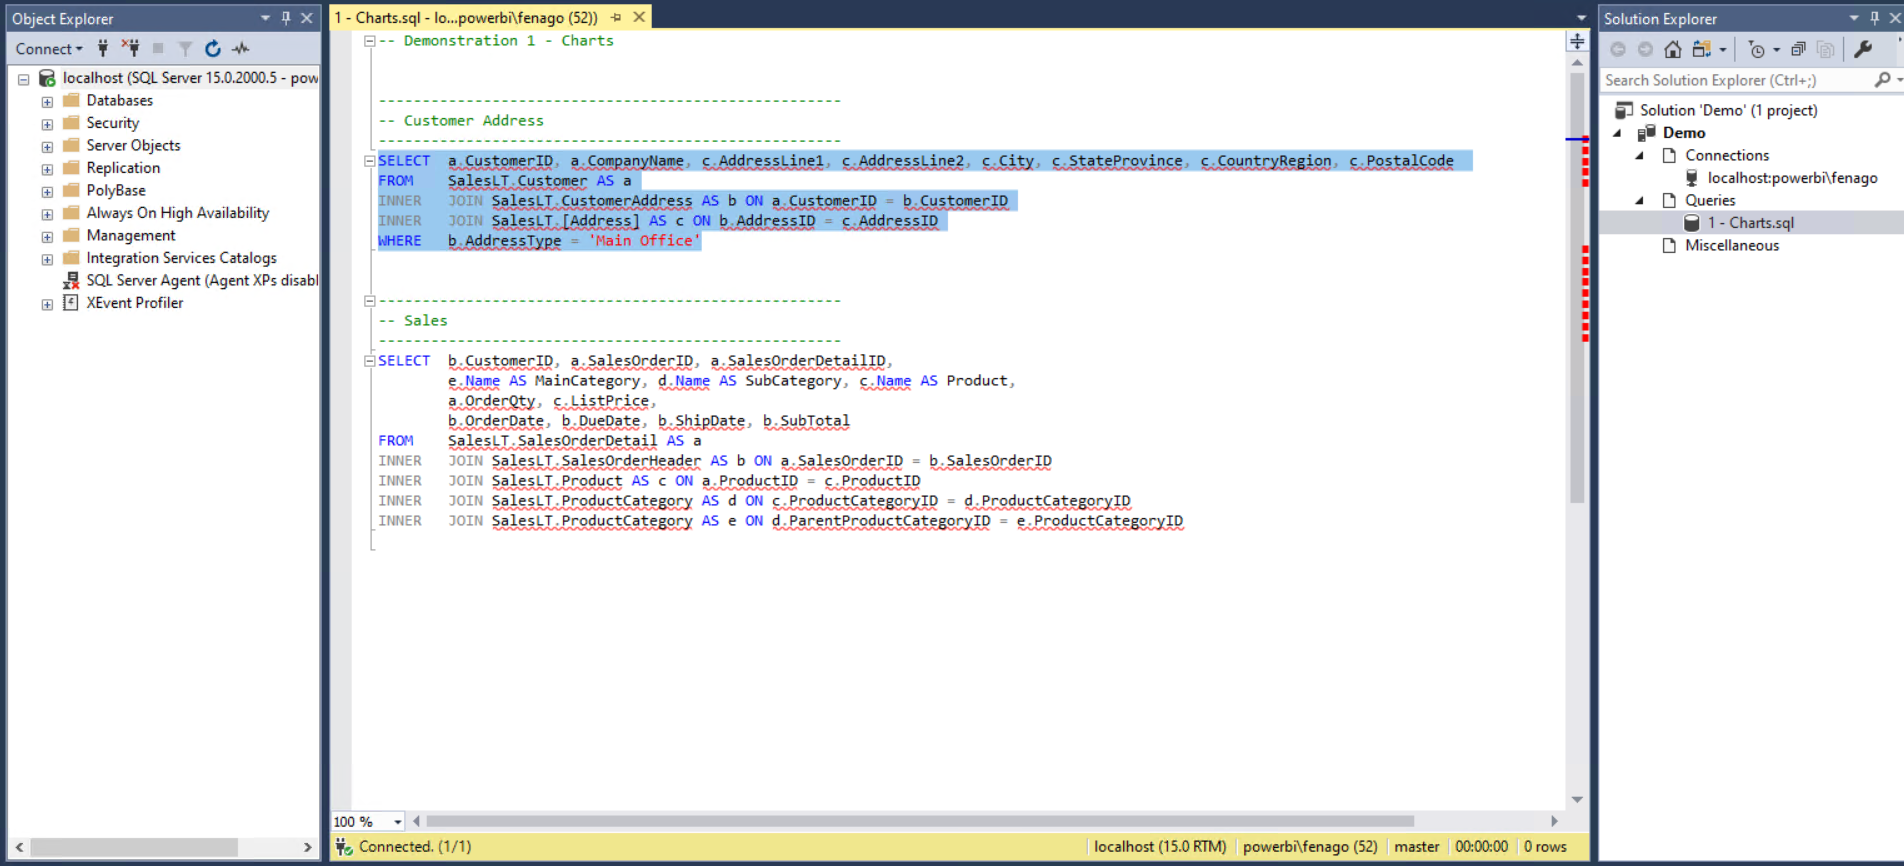 Object Explorer
Connect
localhost (SQL Server 15.0.2000.5 - pow
Databases
Security
Server Objects
Replication
PolyBase
Always On High Availability
Management
Integration Services Catalogs
SQL Server Agent (Agent XPs disabl
XEvent Profiler
1 - Charts.sql - lo...powerbi\fenago (52))
-- Demonstration 1 - Charts
-----------------------------------------------------
-- Customer Address
-----------------------------------------------------
SELECT a.CustomerID, a.CompanyName, c.AddressLine1, c.AddressLine2, c.City, c.StateProvince, c.CountryRegion, c.PostalCode
FROM SalesLT.Customer AS a
INNER JOIN SalesLT.CustomerAddress AS b ON a.CustomerID = b.CustomerID
INNER JOIN SalesLT.[Address] AS c ON b.AddressID = c.AddressID
WHERE b.AddressType = 'Main Office'
-----------------------------------------------------
-- Sales
-----------------------------------------------------
SELECT b.CustomerID, a.SalesOrderID, a.SalesOrderDetailID,
e.Name AS MainCategory, d.Name AS SubCategory, c.Name AS Product,
a.OrderQty, c.ListPrice,
b.OrderDate, b.DueDate, b.ShipDate, b.SubTotal
FROM SalesLT.SalesOrderDetail AS a
INNER JOIN SalesLT.SalesOrderHeader AS b ON a.SalesOrderID = b.SalesOrderID
INNER JOIN SalesLT.Product AS c ON a.ProductID = c.ProductID
INNER JOIN SalesLT.ProductCategory AS d ON c.ProductCategoryID = d.ProductCategoryID
INNER JOIN SalesLT.ProductCategory AS e ON d.ParentProductCategoryID = e.ProductCategoryID
100 %
Connected. (1/1)
localhost (15.0 RTM)
powerbi\fenago (52)
master
00:00:00
0 rows
Solution Explorer
Search Solution Explorer (Ctrl+;)
Solution 'Demo' (1 project)
Demo
Connections
localhost:powerbi\fenago
Queries
1 - Charts.sql
Miscellaneous